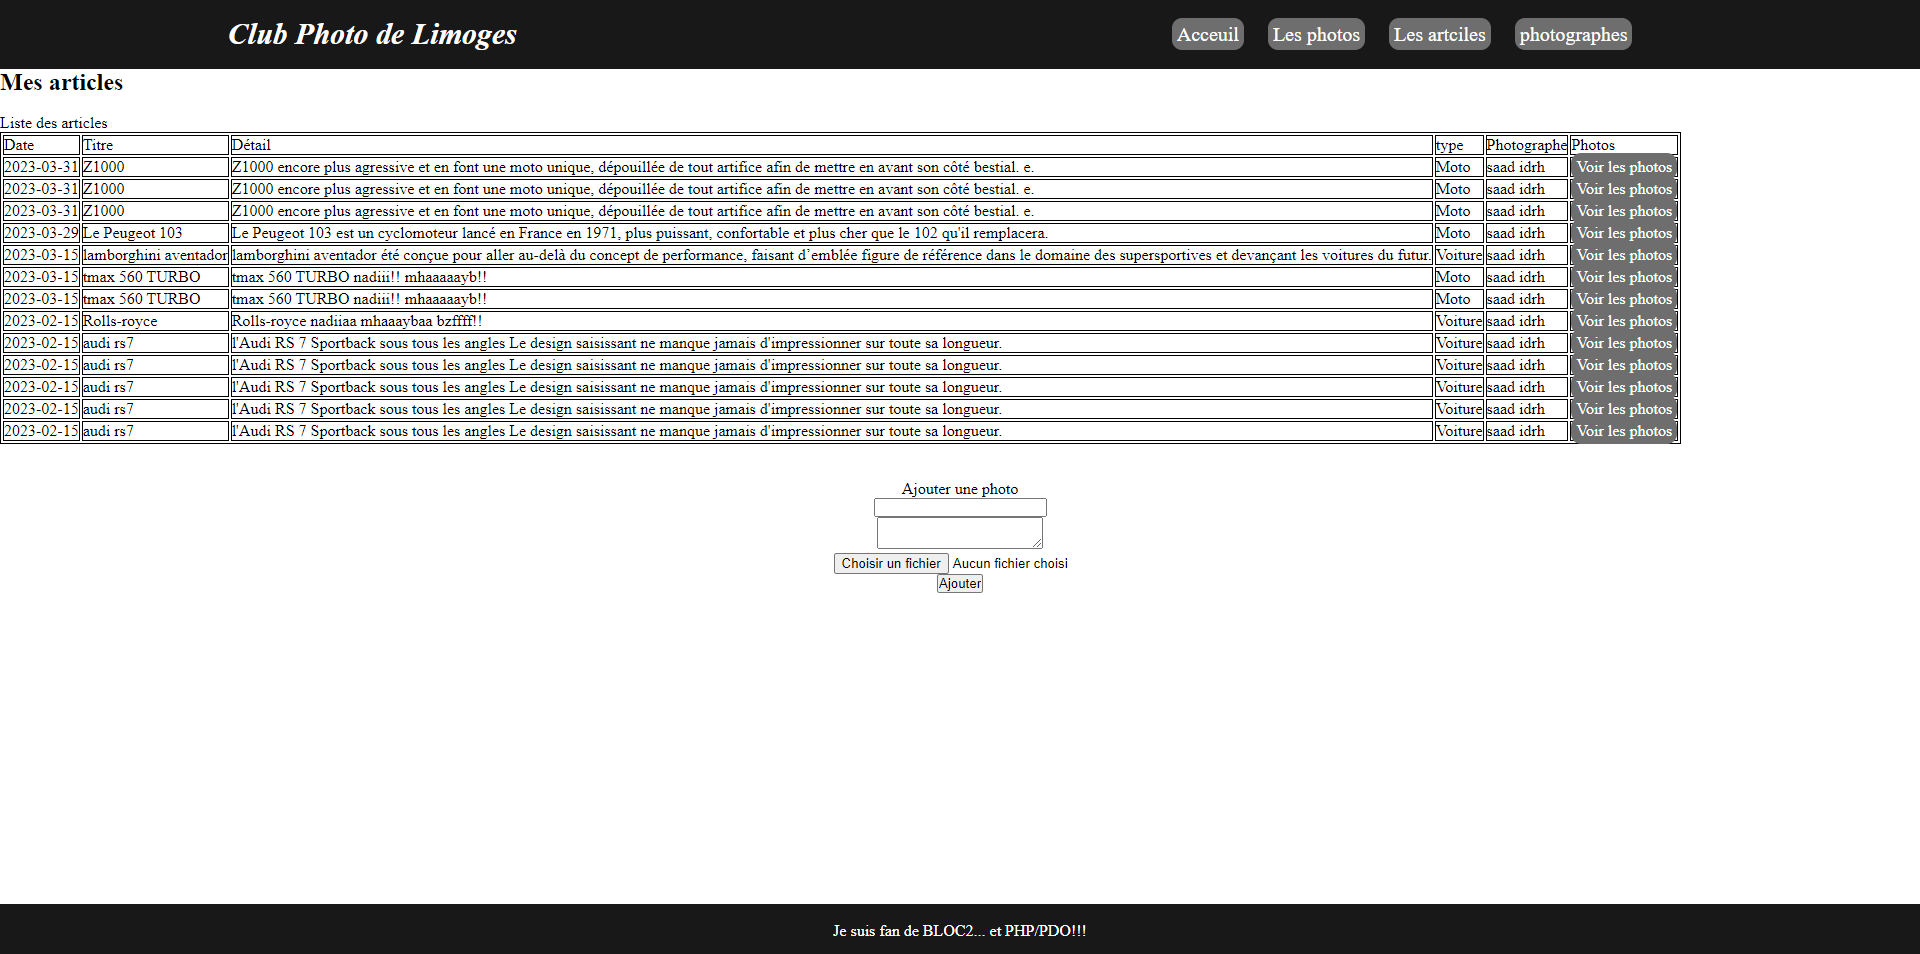 Club Photo de Limoges Acceuil Les photos Les artciles photographes
Mes articles
Liste des articles
Date Titre Détail type Photographe Photos
2023-03-31 Z1000 Z1000 encore plus agressive et en font une moto unique, dépouillée de tout artifice afin de mettre en avant son côté bestial. e. Moto saad idrh Voir les photos
2023-03-31 Z1000 Z1000 encore plus agressive et en font une moto unique, dépouillée de tout artifice afin de mettre en avant son côté bestial. e. Moto saad idrh Voir les photos
2023-03-31 Z1000 Z1000 encore plus agressive et en font une moto unique, dépouillée de tout artifice afin de mettre en avant son côté bestial. e. Moto saad idrh Voir les photos
2023-03-29 Le Peugeot 103 Le Peugeot 103 est un cyclomoteur lancé en France en 1971, plus puissant, confortable et plus cher que le 102 qu'il remplacera. Moto saad idrh Voir les photos
2023-03-15 lamborghini aventador lamborghini aventador été conçue pour aller au-delà du concept de performance, faisant d’emblée figure de référence dans le domaine des supersportives et devançant les voitures du futur. Voiture saad idrh Voir les photos
2023-03-15 tmax 560 TURBO tmax 560 TURBO nadiii!! mhaaaaayb!! Moto saad idrh Voir les photos
2023-03-15 tmax 560 TURBO tmax 560 TURBO nadiii!! mhaaaaayb!! Moto saad idrh Voir les photos
2023-02-15 Rolls-royce Rolls-royce nadiiaa mhaaaybaa bzffff!! Voiture saad idrh Voir les photos
2023-02-15 audi rs7 l'Audi RS 7 Sportback sous tous les angles Le design saisissant ne manque jamais d'impressionner sur toute sa longueur. Voiture saad idrh Voir les photos
2023-02-15 audi rs7 l'Audi RS 7 Sportback sous tous les angles Le design saisissant ne manque jamais d'impressionner sur toute sa longueur. Voiture saad idrh Voir les photos
2023-02-15 audi rs7 l'Audi RS 7 Sportback sous tous les angles Le design saisissant ne manque jamais d'impressionner sur toute sa longueur. Voiture saad idrh Voir les photos
2023-02-15 audi rs7 l'Audi RS 7 Sportback sous tous les angles Le design saisissant ne manque jamais d'impressionner sur toute sa longueur. Voiture saad idrh Voir les photos
2023-02-15 audi rs7 l'Audi RS 7 Sportback sous tous les angles Le design saisissant ne manque jamais d'impressionner sur toute sa longueur. Voiture saad idrh Voir les photos
Ajouter une photo
Choisir un fichier Aucun fichier choisi
Ajouter
Je suis fan de BLOC2... et PHP/PDO!!!